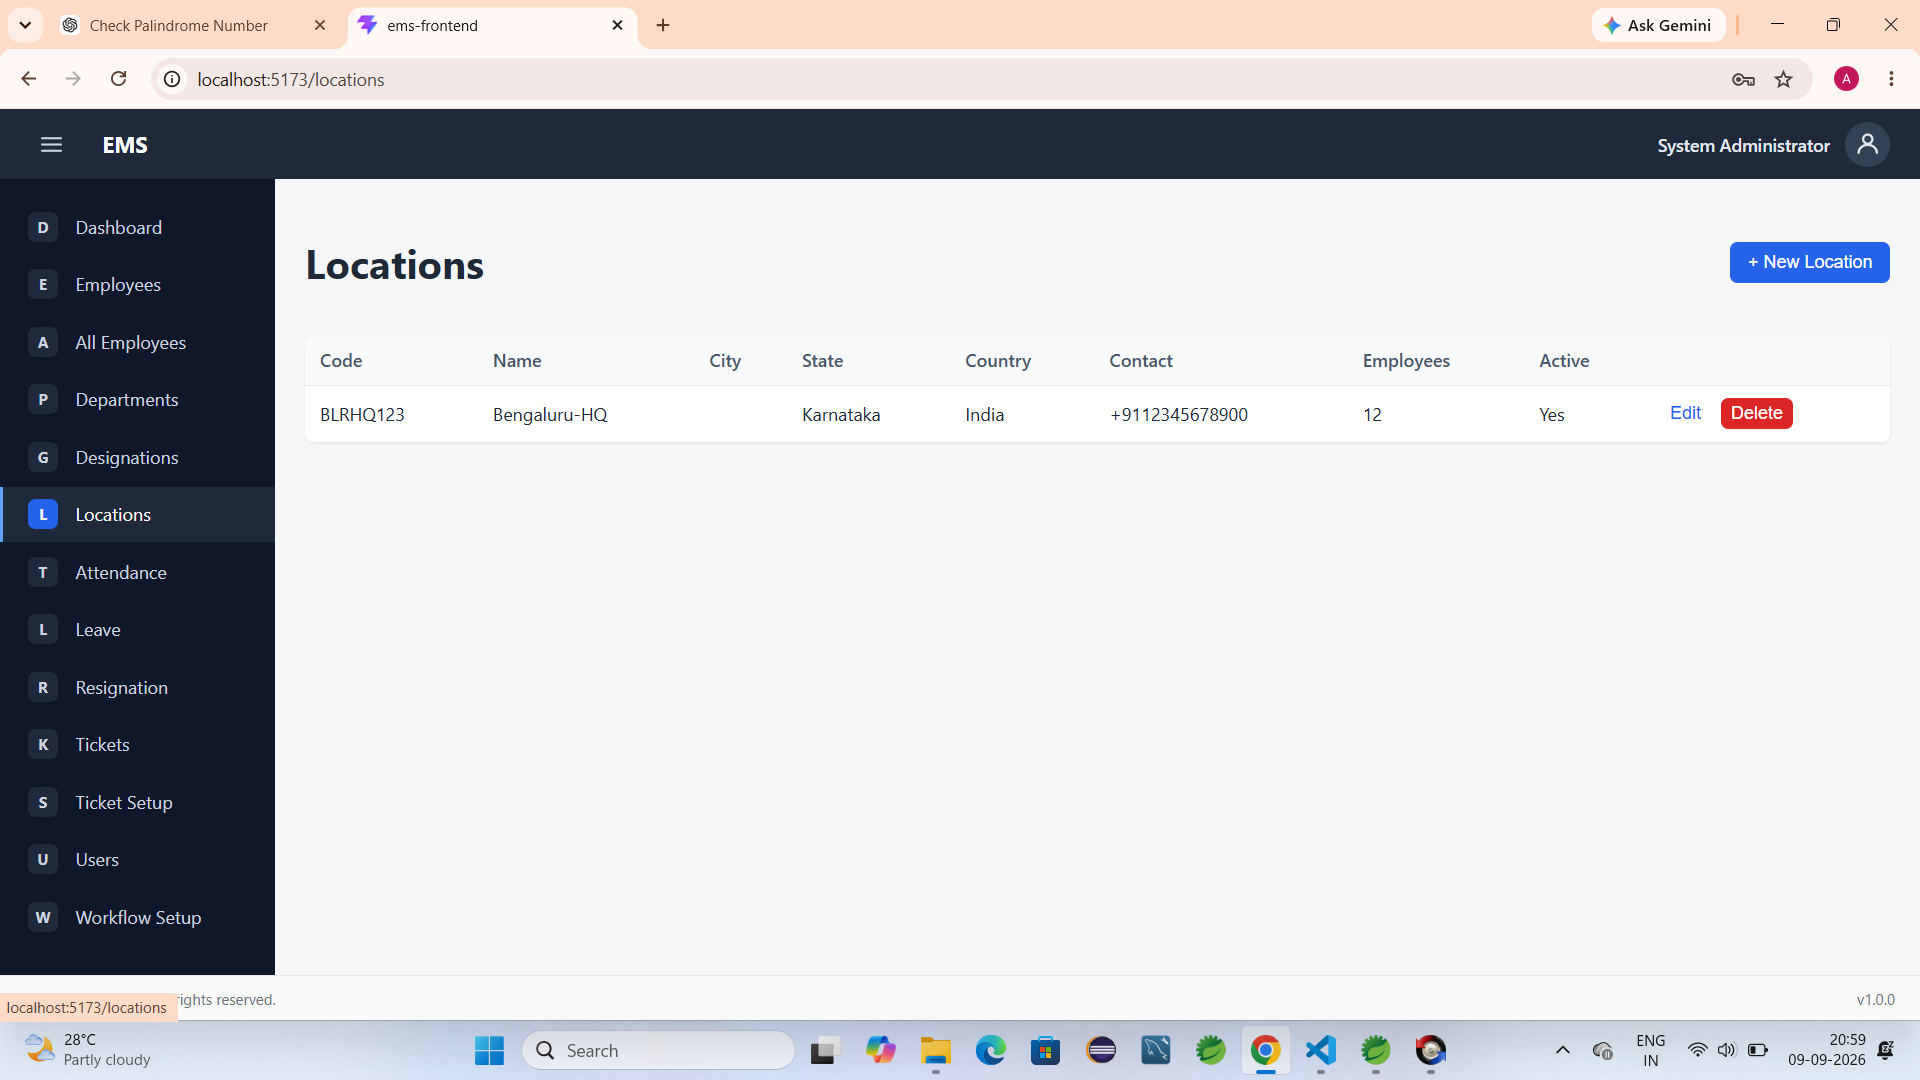 Check Palindrome Number
ems-frontend
Ask Gemini
localhost:5173/locations
A
EMS
System Administrator
D Dashboard
E Employees
A All Employees
P Departments
G Designations
L Locations
T Attendance
L Leave
R Resignation
K Tickets
S Ticket Setup
U Users
W Workflow Setup
Locations
+ New Location
Code Name City State Country Contact Employees Active
BLRHQ123 Bengaluru-HQ Karnataka India +9112345678900 12 Yes Edit Delete
rights reserved.
v1.0.0
localhost:5173/locations
28°C
Partly cloudy
Search
ENG
IN
20:59
09-09-2026